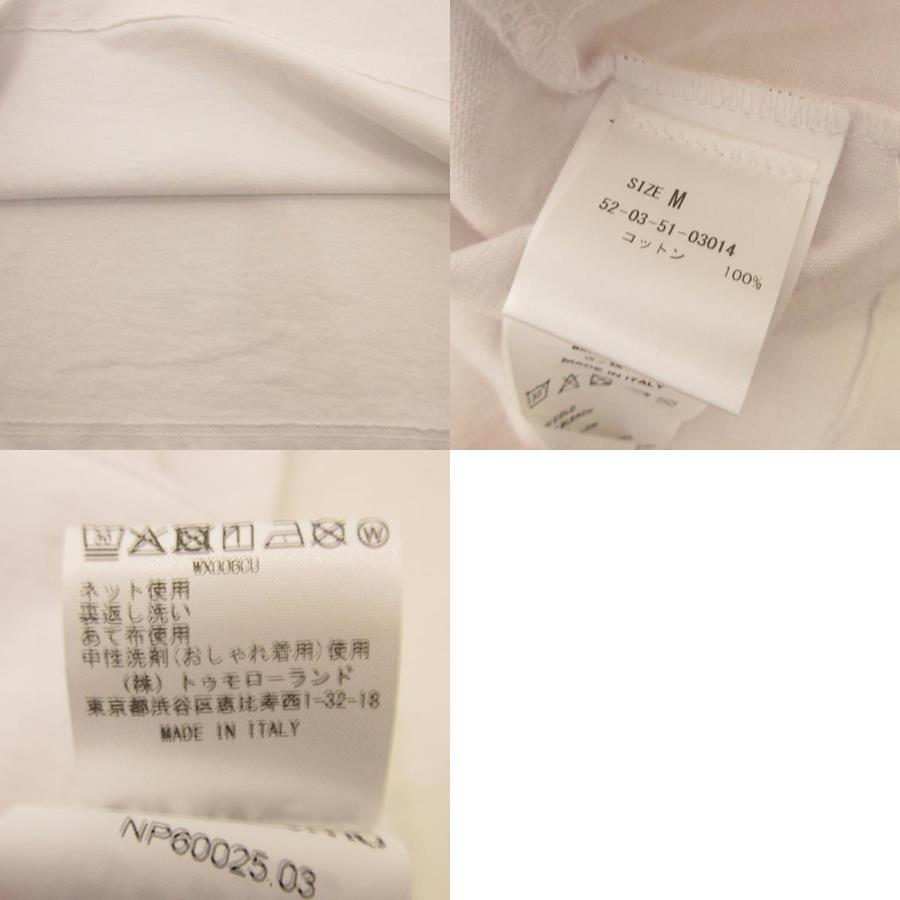 SIZE M
52-03-51-03014
コットン
100%
MADE IN ITALY
30
WX006CU
ネット使用
裏返し洗い
あて布使用
中性洗剤(おしゃれ着用)使用
(株) トゥモローランド
東京都渋谷区恵比寿西1-32-18
MADE IN ITALY
NP60025.03